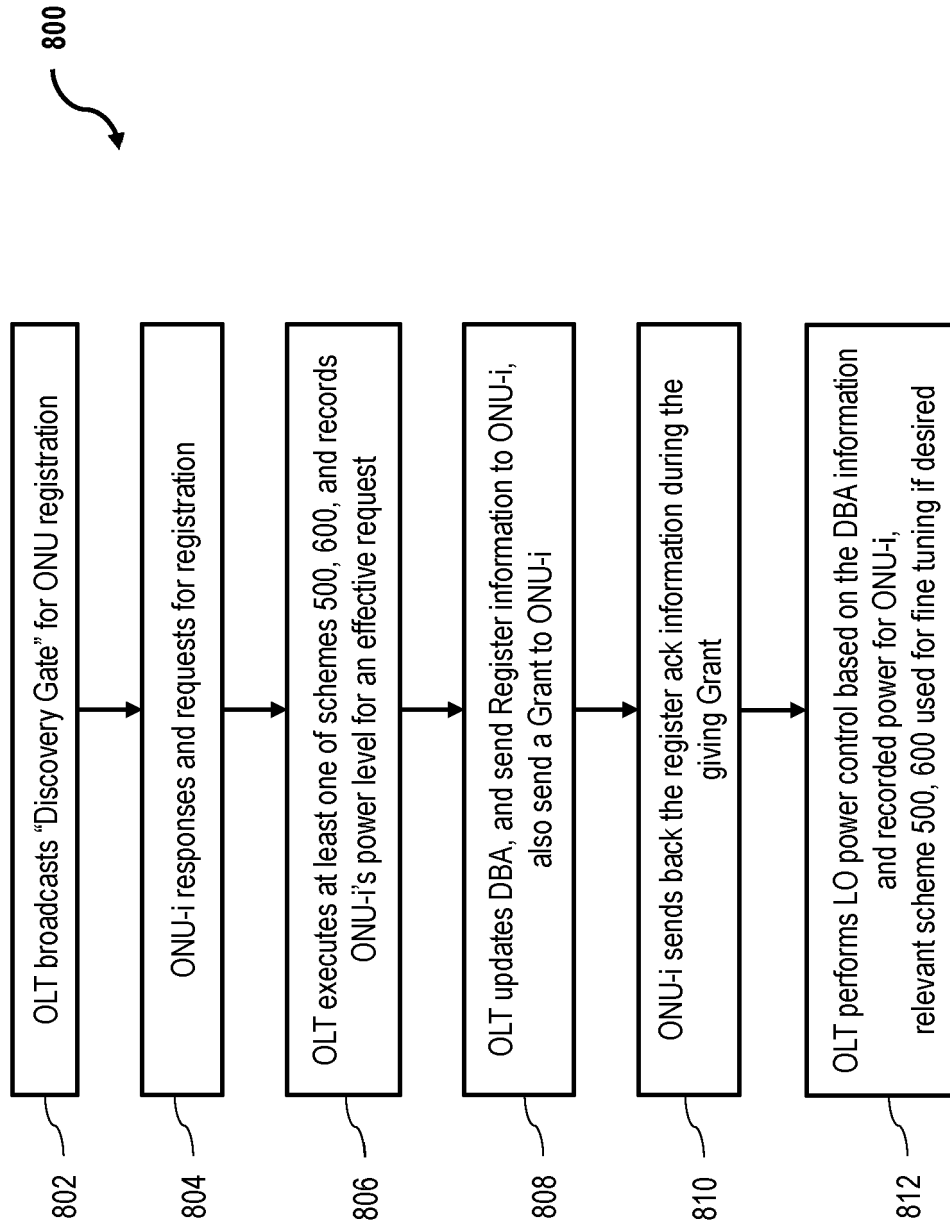 800
802
OLT broadcasts “Discovery Gate” for ONU registration
804
ONU-i responses and requests for registration
806
OLT executes at least one of schemes 500, 600, and records
ONU-i’s power level for an effective request
808
OLT updates DBA, and send Register information to ONU-i,
also send a Grant to ONU-i
810
ONU-i sends back the register ack information during the
giving Grant
812
OLT performs LO power control based on the DBA information
and recorded power for ONU-i,
relevant scheme 500, 600 used for fine tuning if desired